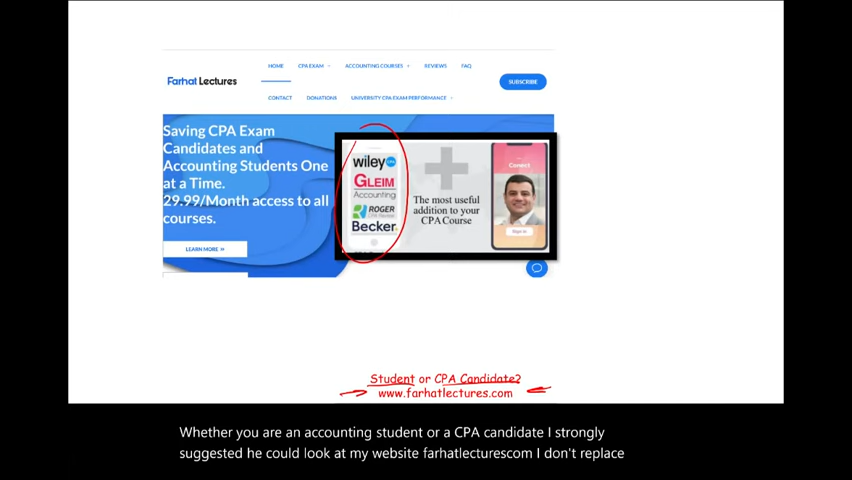 HOME
CPA EXAM
ACCOUNTING COURSES
REVIEWS
FAQ
Farhat Lectures
SUBSCRIBE
CONTACT
DONATIONS
UNIVERSITY CPA EXAM PERFORMANCE
Saving CPA Exam
Candidates and
Accounting Students One
at a Time.
29.99/Month access to all
courses.
LEARN MORE
wiley
GLEIM
Accounting
ROGER
CPA Review
Becker.
The most useful
addition to your
CPA Course
Connect
Sign in
Student or CPA Candidate?
www.farhatlectures.com
Whether you are an accounting student or a CPA candidate I strongly
suggested he could look at my website farhatlecturescom I don't replace